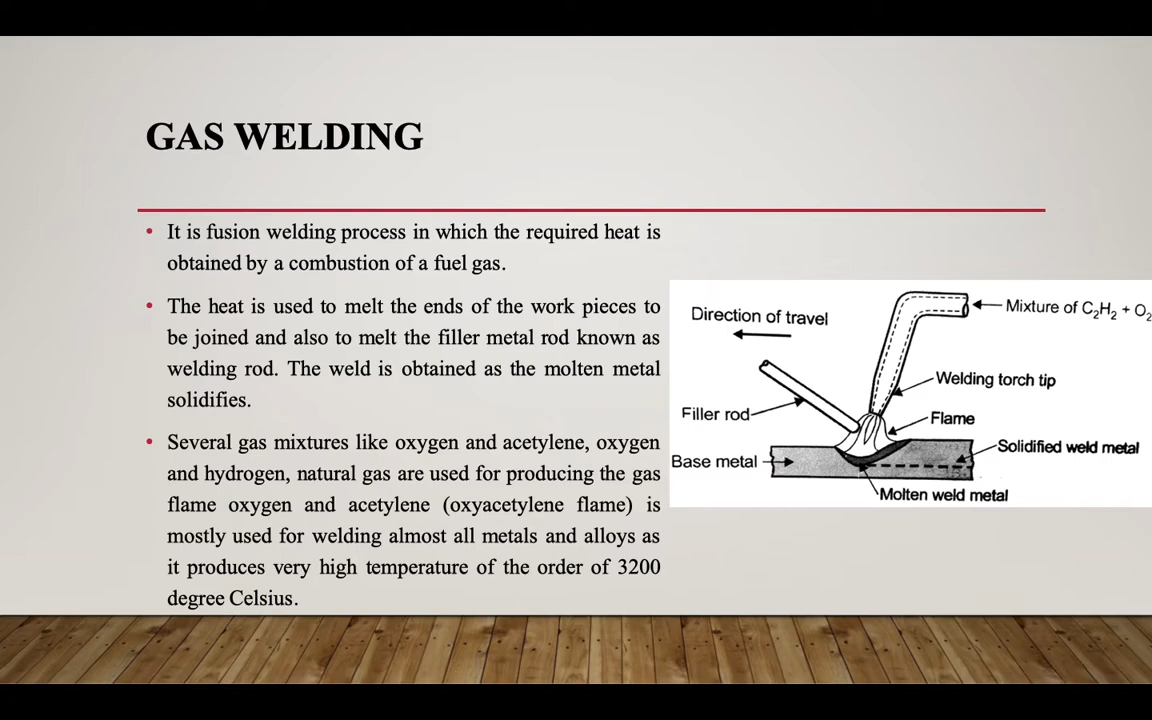 GAS WELDING
• It is fusion welding process in which the required heat is
obtained by a combustion of a fuel gas.
• The heat is used to melt the ends of the work pieces to
be joined and also to melt the filler metal rod known as
welding rod. The weld is obtained as the molten metal
solidifies.
• Several gas mixtures like oxygen and acetylene, oxygen
and hydrogen, natural gas are used for producing the gas
flame oxygen and acetylene (oxyacetylene flame) is
mostly used for welding almost all metals and alloys as
it produces very high temperature of the order of 3200
degree Celsius.
Direction of travel
Mixture of C₂H₂ + O₂
Welding torch tip
Filler rod
Flame
Solidified weld metal
Base metal
Molten weld metal